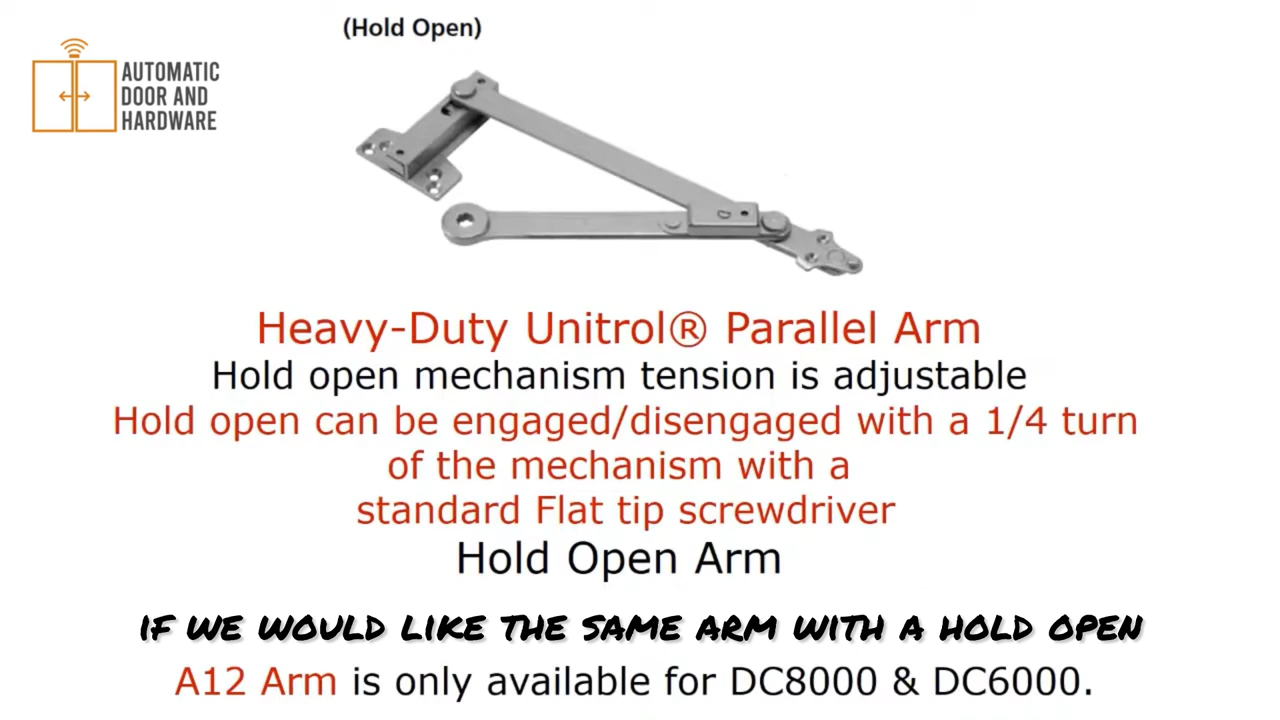 (Hold Open)
AUTOMATIC
DOOR AND
HARDWARE
Heavy-Duty Unitrol® Parallel Arm
Hold open mechanism tension is adjustable
Hold open can be engaged/disengaged with a 1/4 turn
of the mechanism with a
standard Flat tip screwdriver
Hold Open Arm
IF WE WOULD LIKE THE SAME ARM WITH A HOLD OPEN
A12 Arm is only available for DC8000 & DC6000.